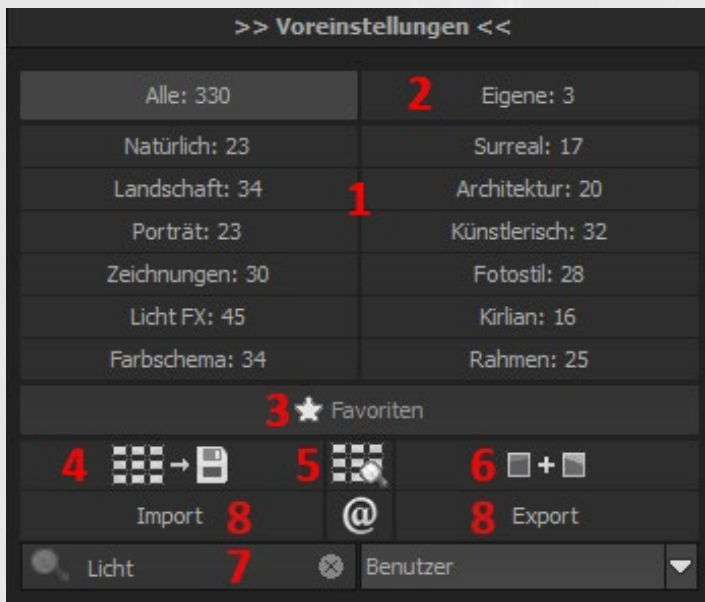 >> Voreinstellungen <<
Alle: 330 2 Eigene: 3
Natürlich: 23 Surreal: 17
Landschaft: 34 1 Architektur: 20
Porträt: 23 Künstlerisch: 32
Zeichnungen: 30 Fotostil: 28
Licht FX: 45 Kirlian: 16
Farbschema: 34 Rahmen: 25
3 Favoriten
4 5 6 +
Import 8 @ 8 Export
Licht 7 Benutzer